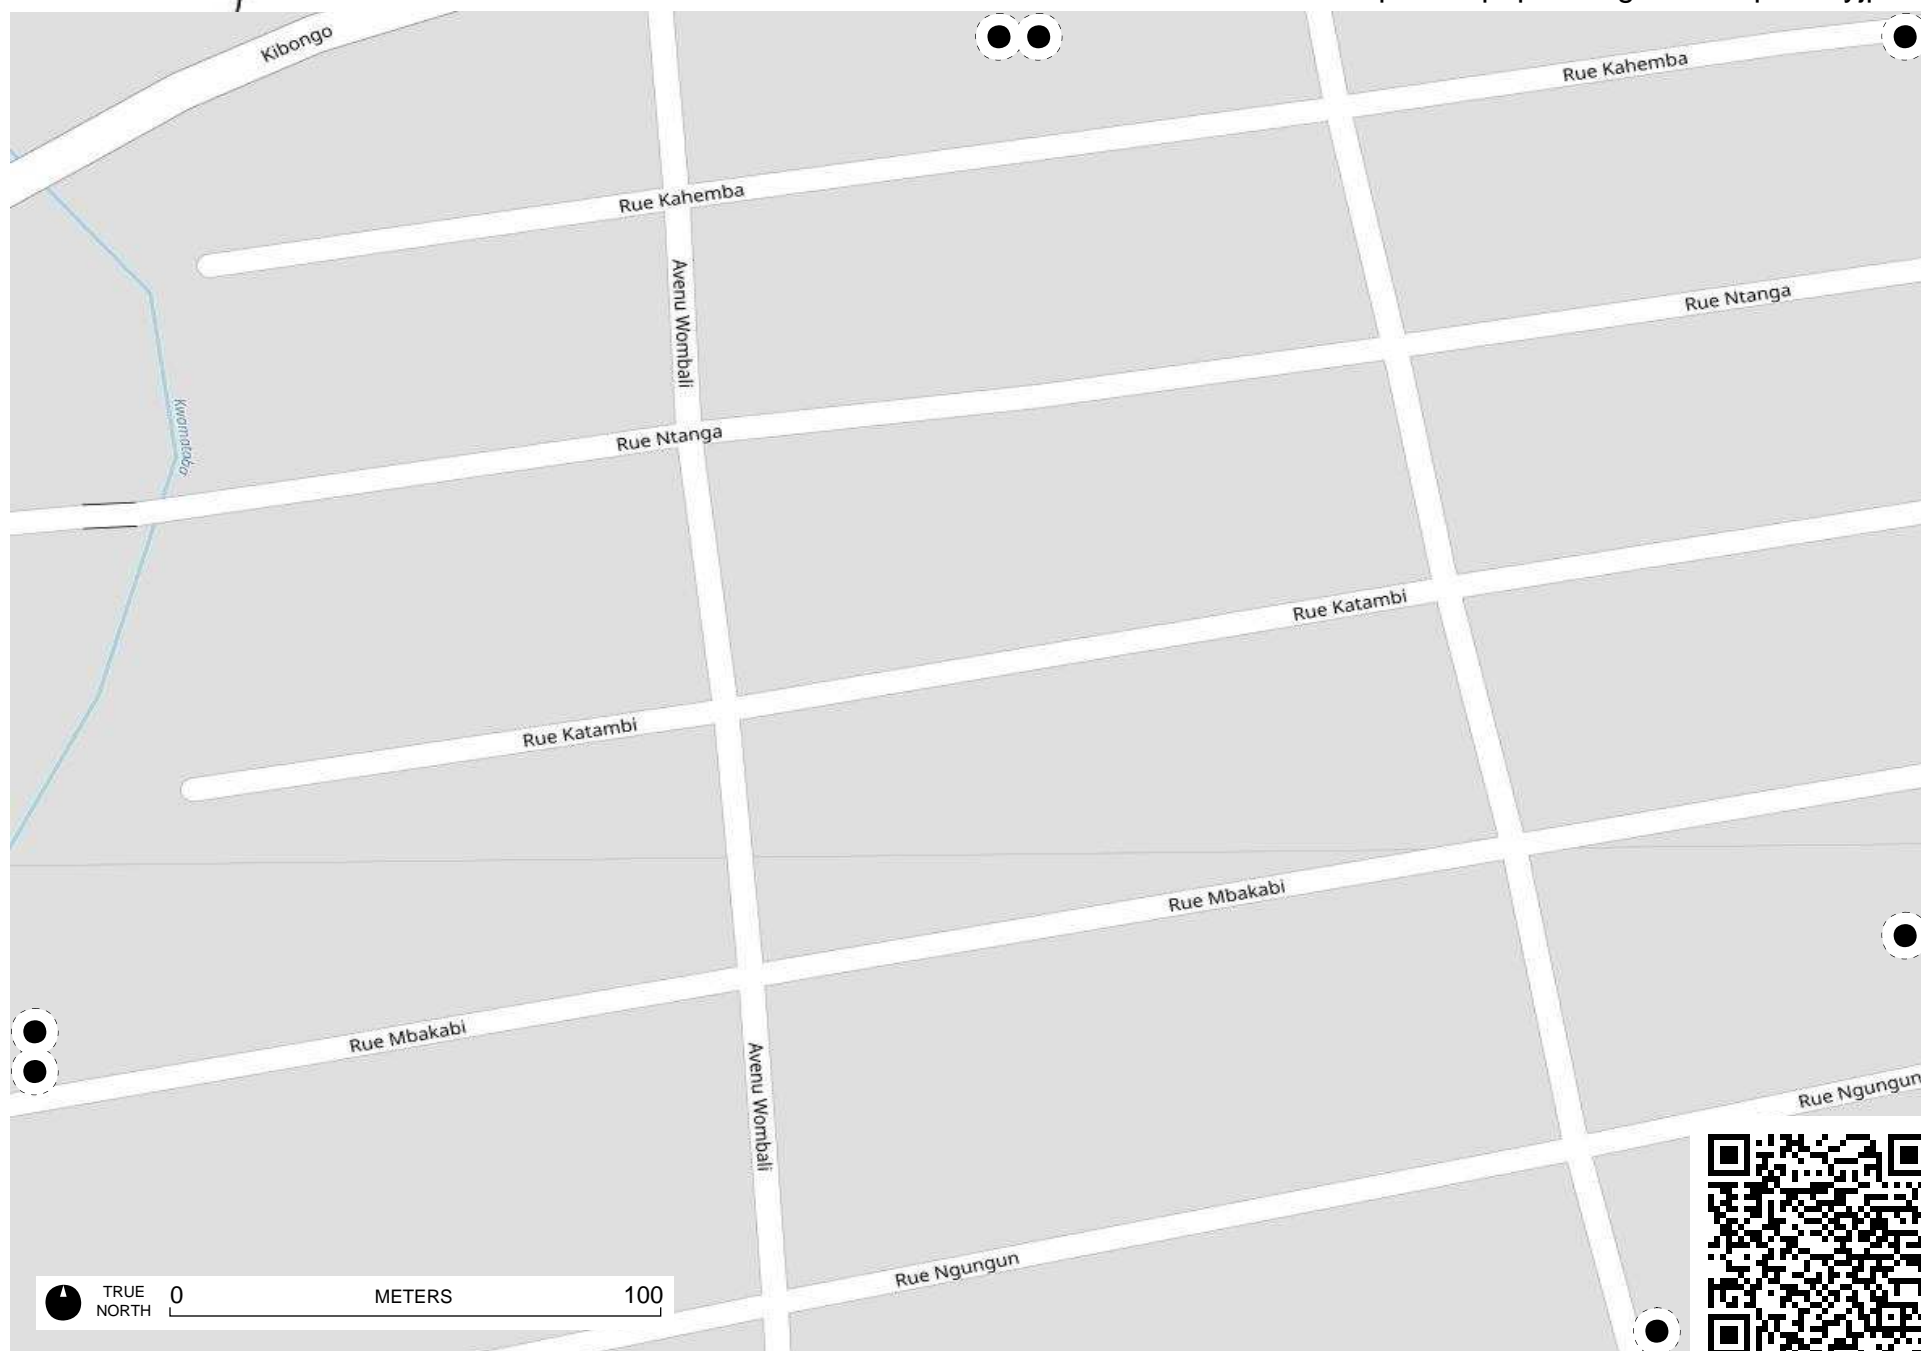 Kibongo
Rue Kahemba
Rue Kahemba
Avenu Wombali
Rue Ntanga
Rue Ntanga
Kwamataba
Rue Katambi
Rue Katambi
Rue Mbakabi
Rue Mbakabi
Avenu Wombali
Rue Ngungun
Rue Ngungun
TRUE
NORTH
0 METERS 100